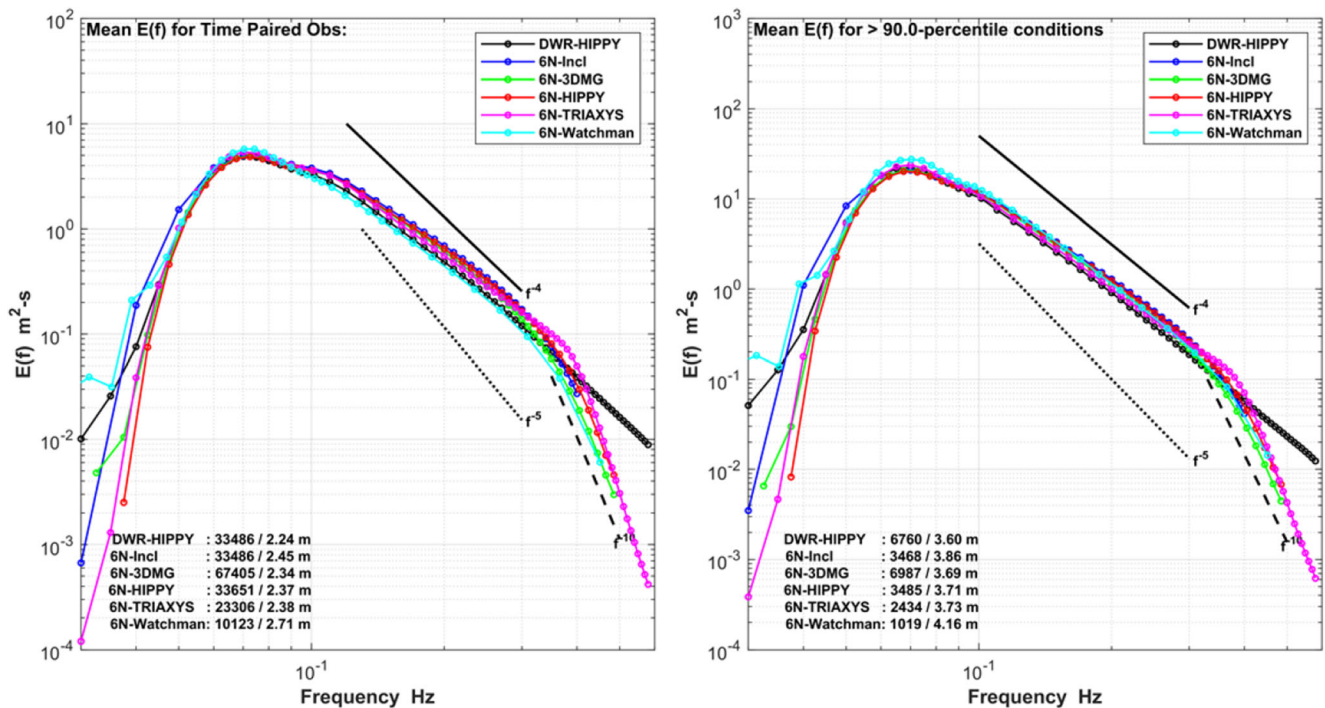 Mean E(f) for Time Paired Obs:
DWR-HIPPY
6N-Incl
6N-3DMG
6N-HIPPY
6N-TRIAXYS
6N-Watchman
10^2
10^1
10^0
10^-1
10^-2
10^-3
10^-4
E(f) m^2-s
f^-4
f^-5
f^-10
DWR-HIPPY : 33486 / 2.24 m
6N-Incl : 33486 / 2.45 m
6N-3DMG : 67405 / 2.34 m
6N-HIPPY : 33651 / 2.37 m
6N-TRIAXYS : 23306 / 2.38 m
6N-Watchman: 10123 / 2.71 m
10^-1
Frequency Hz
Mean E(f) for > 90.0-percentile conditions
DWR-HIPPY
6N-Incl
6N-3DMG
6N-HIPPY
6N-TRIAXYS
6N-Watchman
10^3
10^2
10^1
10^0
10^-1
10^-2
10^-3
10^-4
E(f) m^2-s
f^-4
f^-5
f^-10
DWR-HIPPY : 6760 / 3.60 m
6N-Incl : 3468 / 3.86 m
6N-3DMG : 6987 / 3.69 m
6N-HIPPY : 3485 / 3.71 m
6N-TRIAXYS : 2434 / 3.73 m
6N-Watchman: 1019 / 4.16 m
10^-1
Frequency Hz